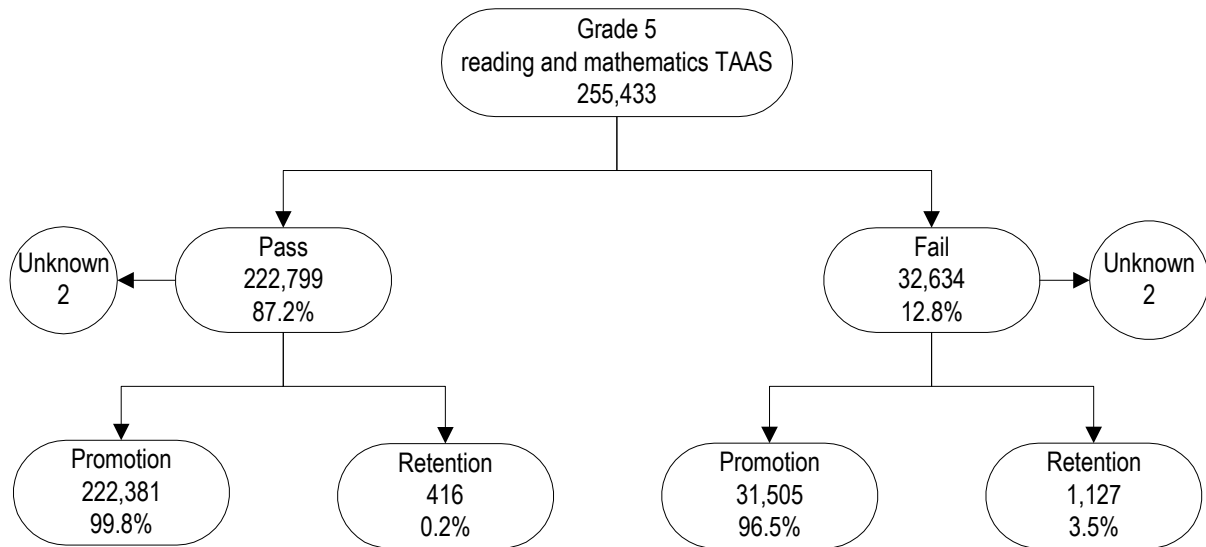 Grade 5
reading and mathematics TAAS
255,433
Unknown
2
Pass
222,799
87.2%
Fail
32,634
12.8%
Unknown
2
Promotion
222,381
99.8%
Retention
416
0.2%
Promotion
31,505
96.5%
Retention
1,127
3.5%